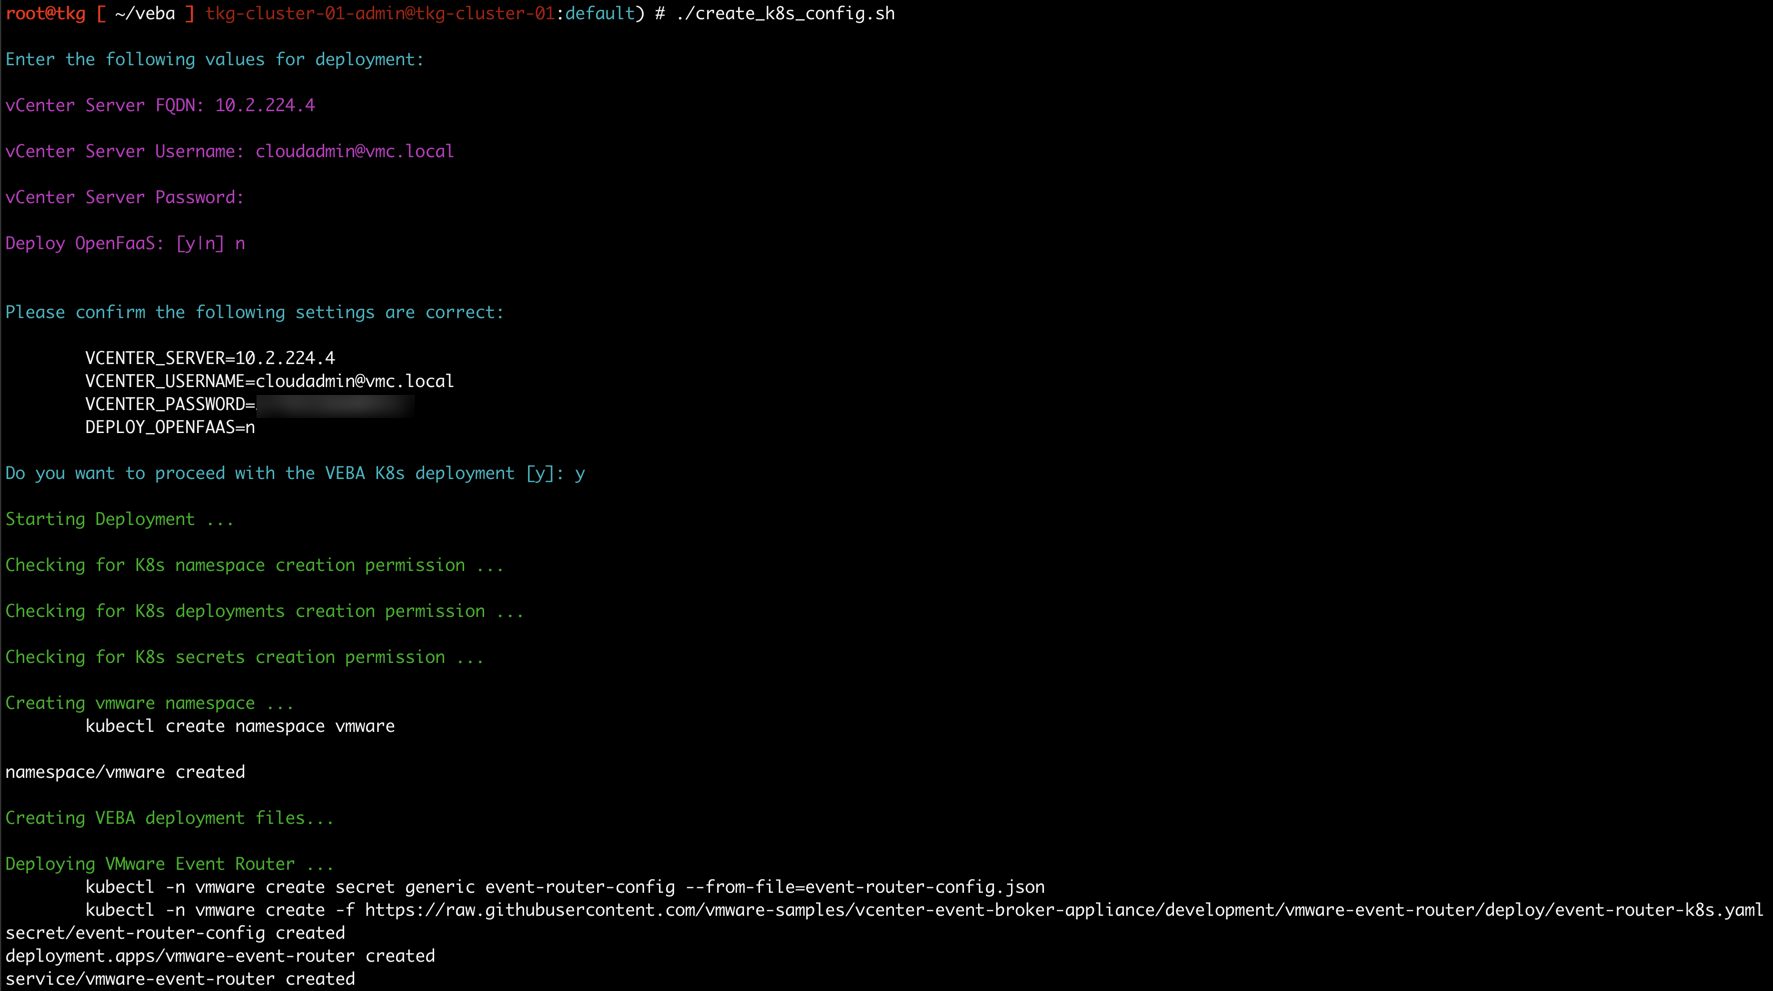 root@tkg [ ~/veba ] tkg-cluster-01-admin@tkg-cluster-01:default) # ./create_k8s_config.sh
Enter the following values for deployment:
vCenter Server FQDN: 10.2.224.4
vCenter Server Username: cloudadmin@vmc.local
vCenter Server Password:
Deploy OpenFaaS: [y|n] n
Please confirm the following settings are correct:
VCENTER_SERVER=10.2.224.4
VCENTER_USERNAME=cloudadmin@vmc.local
VCENTER_PASSWORD=
DEPLOY_OPENFAAS=n
Do you want to proceed with the VEBA K8s deployment [y]: y
Starting Deployment ...
Checking for K8s namespace creation permission ...
Checking for K8s deployments creation permission ...
Checking for K8s secrets creation permission ...
Creating vmware namespace ...
kubectl create namespace vmware
namespace/vmware created
Creating VEBA deployment files...
Deploying VMware Event Router ...
kubectl -n vmware create secret generic event-router-config --from-file=event-router-config.json
kubectl -n vmware create -f https://raw.githubusercontent.com/vmware-samples/vcenter-event-broker-appliance/development/vmware-event-router/deploy/event-router-k8s.yaml
secret/event-router-config created
deployment.apps/vmware-event-router created
service/vmware-event-router created